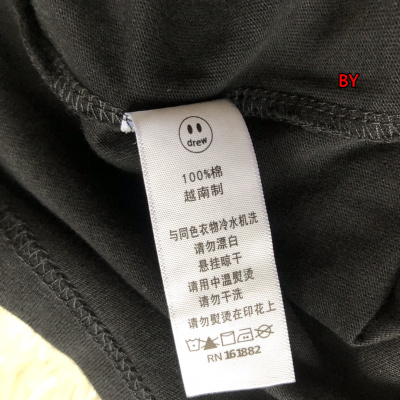 BY
drew
100%棉
越南制
与同色衣物冷水机洗
请勿漂白
悬挂晾干
请用中温熨烫
请勿干洗
请勿熨烫在印花上
RN 161882